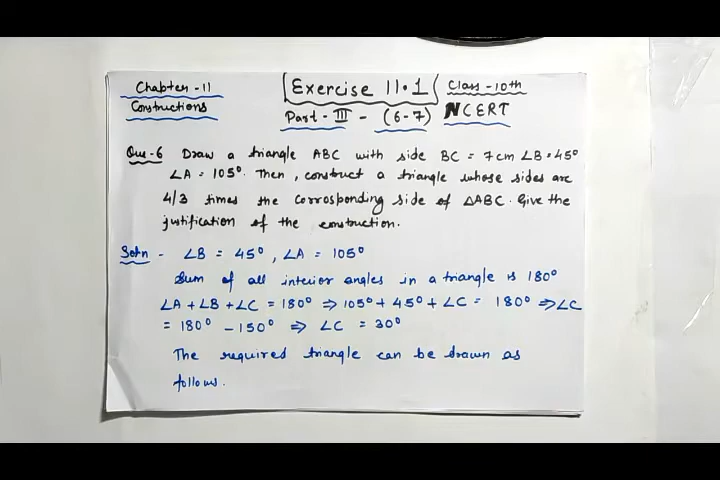 Chapter-11
Constructions
Exercise 11.1
Part-III - (6-7)
Class-10th
NCERT
Que-6 Draw a triangle ABC with side BC = 7cm ∠B=45°
∠A = 105°. Then, construct a triangle whose sides are
4/3 times the corrosponding side of △ABC. Give the
justification of the construction.
Soln - ∠B = 45°, ∠A = 105°
Sum of all interior angles in a triangle is 180°
∠A+∠B+∠C = 180° ⇒ 105°+45°+∠C = 180° ⇒∠C
= 180° - 150° ⇒ ∠C = 30°
The required triangle can be drawn as
follows.